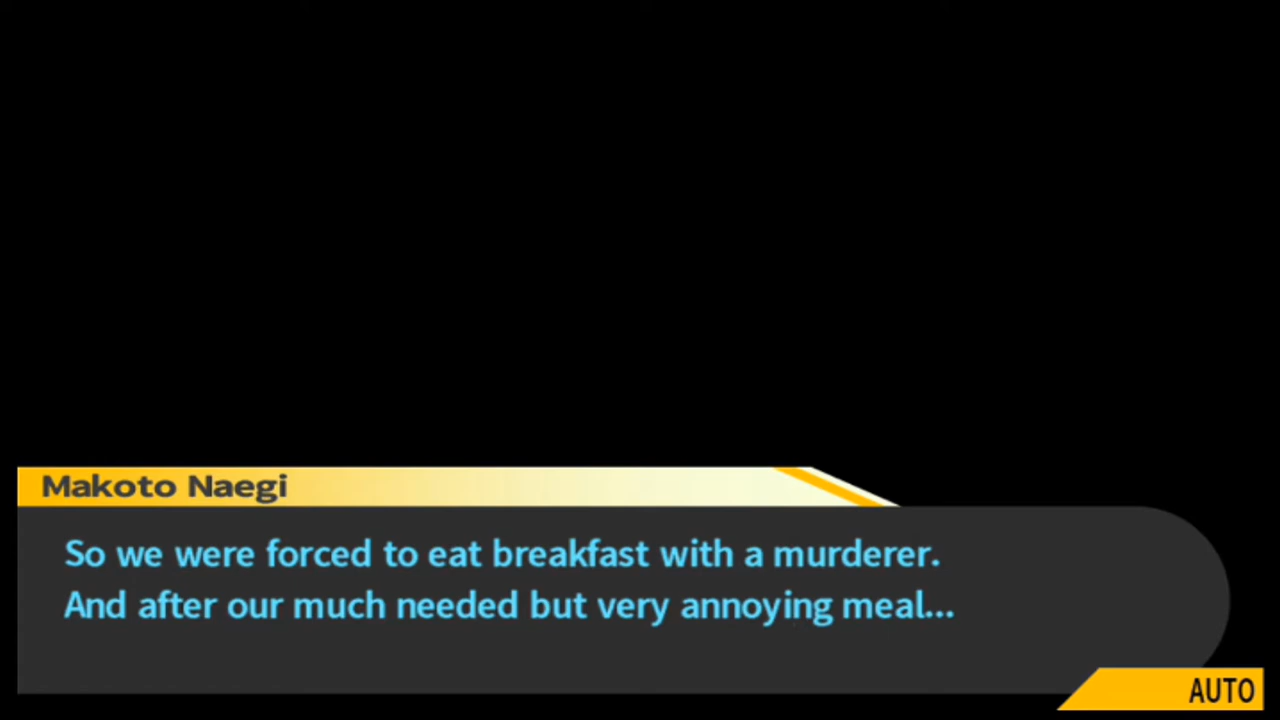 Makoto Naegi
So we were forced to eat breakfast with a murderer.
And after our much needed but very annoying meal...
AUTO